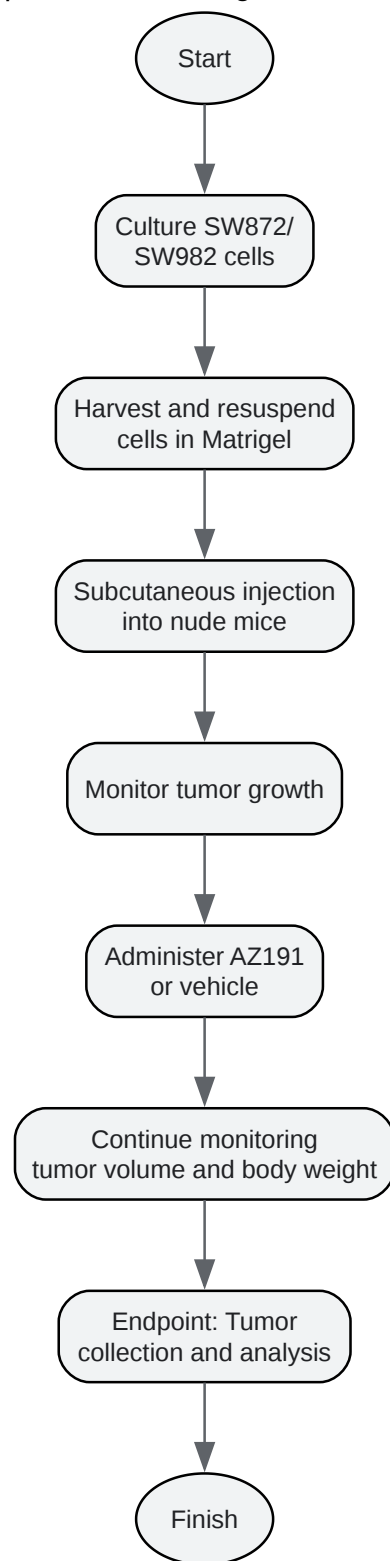 Start
Culture SW872/
SW982 cells
Harvest and resuspend
cells in Matrigel
Subcutaneous injection
into nude mice
Monitor tumor growth
Administer AZ191
or vehicle
Continue monitoring
tumor volume and body weight
Endpoint: Tumor
collection and analysis
Finish